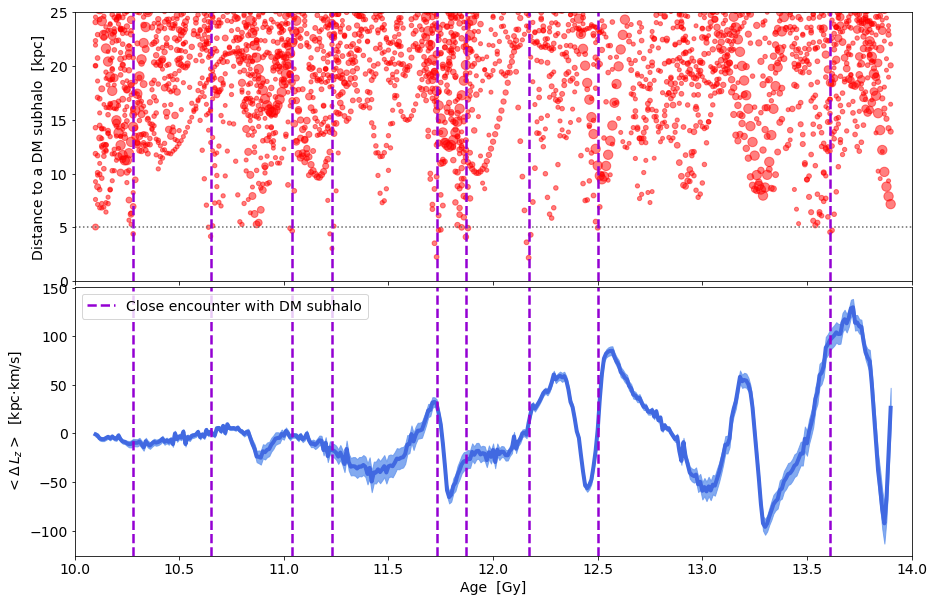 Distance to a DM subhalo [kpc]
25
20
15
10
5
0
< Δ L_z > [kpc·km/s]
150
100
50
0
−50
−100
Close encounter with DM subhalo
10.0 10.5 11.0 11.5 12.0 12.5 13.0 13.5 14.0
Age [Gy]